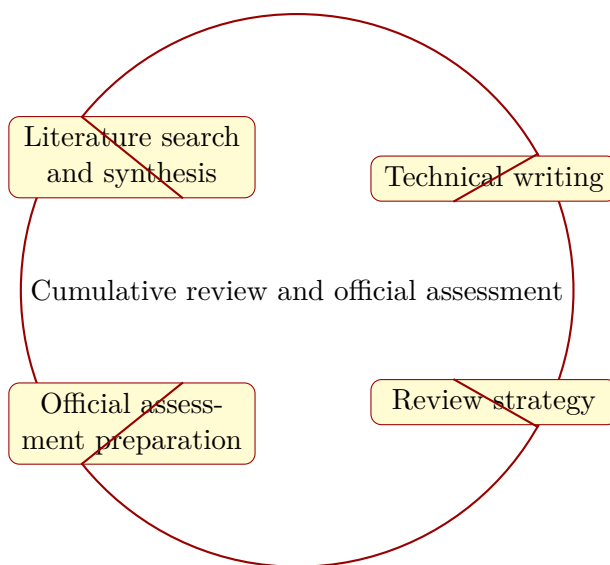 Literature search
and synthesis
Technical writing
Cumulative review and official assessment
Official assess-
ment preparation
Review strategy